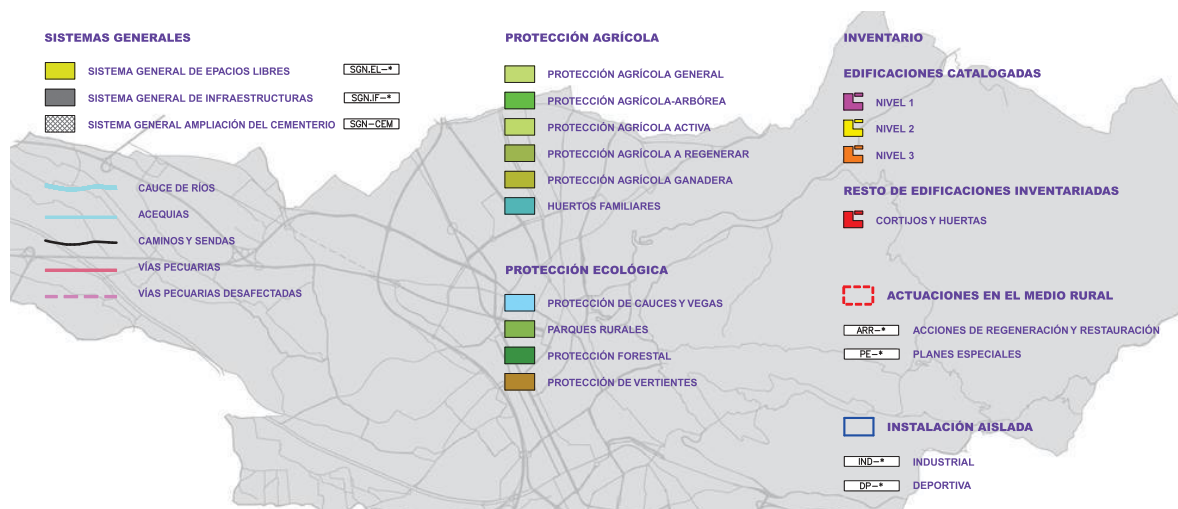 SISTEMAS GENERALES
SISTEMA GENERAL DE EPACIOS LIBRES SGN.EL-*
SISTEMA GENERAL DE INFRAESTRUCTURAS SGN.IF-*
SISTEMA GENERAL AMPLIACIÓN DEL CEMENTERIO SGN-CEM
CAUCE DE RÍOS
ACEQUIAS
CAMINOS Y SENDAS
VÍAS PECUARIAS
VÍAS PECUARIAS DESAFECTADAS
PROTECCIÓN AGRÍCOLA
PROTECCIÓN AGRÍCOLA GENERAL
PROTECCIÓN AGRÍCOLA-ARBÓREA
PROTECCIÓN AGRÍCOLA ACTIVA
PROTECCIÓN AGRÍCOLA A REGENERAR
PROTECCIÓN AGRÍCOLA GANADERA
HUERTOS FAMILIARES
PROTECCIÓN ECOLÓGICA
PROTECCIÓN DE CAUCES Y VEGAS
PARQUES RURALES
PROTECCIÓN FORESTAL
PROTECCIÓN DE VERTIENTES
INVENTARIO
EDIFICACIONES CATALOGADAS
NIVEL 1
NIVEL 2
NIVEL 3
RESTO DE EDIFICACIONES INVENTARIADAS
CORTIJOS Y HUERTAS
ACTUACIONES EN EL MEDIO RURAL
ARR-* ACCIONES DE REGENERACIÓN Y RESTAURACIÓN
PE-* PLANES ESPECIALES
INSTALACIÓN AISLADA
IND-* INDUSTRIAL
DP-* DEPORTIVA